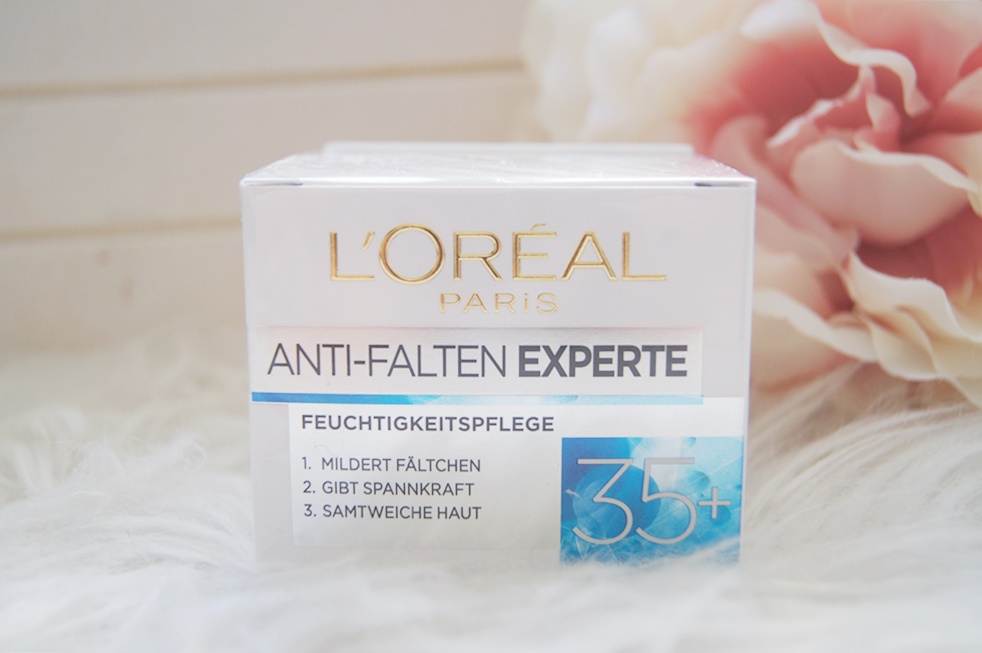 L'ORÉAL
PARiS
ANTI-FALTEN EXPERTE
FEUCHTIGKEITSPFLEGE
1. MILDERT FÄLTCHEN
2. GIBT SPANNKRAFT
3. SAMTWEICHE HAUT
35+